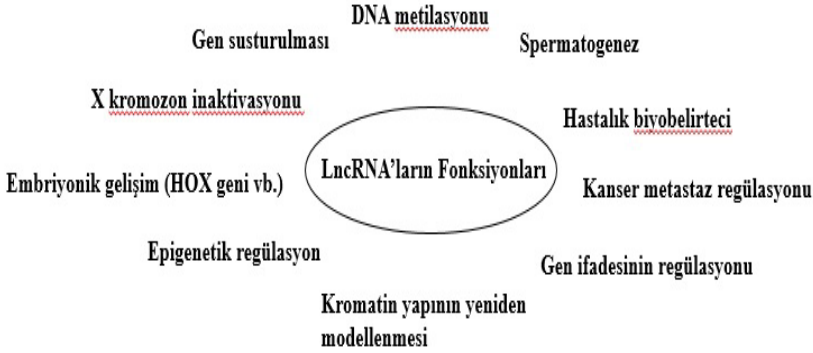 DNA metilasyonu
Gen susturulması
Spermatogenez
X kromozon inaktivasyonu
Hastalık biyobelirteci
LncRNA’ların Fonksiyonları
Embriyonik gelişim (HOX geni vb.)
Kanser metastaz regülasyonu
Epigenetik regülasyon
Gen ifadesinin regülasyonu
Kromatin yapının yeniden
modellenmesi